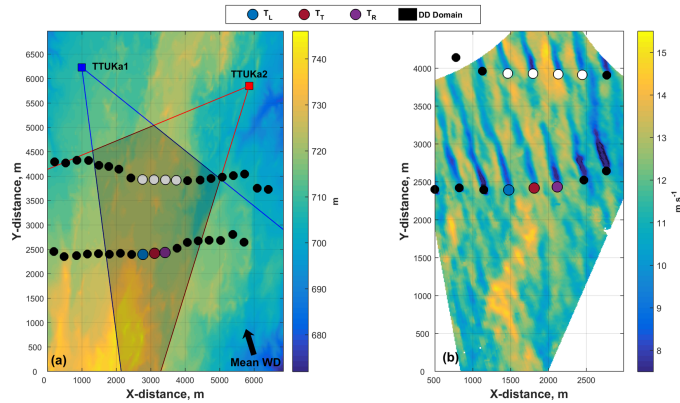 T_L T_T T_R DD Domain
(a)
TTUKa1
TTUKa2
Mean WD
Y-distance, m
6500
6000
5500
5000
4500
4000
3500
3000
2500
2000
1500
1000
500
0
0 1000 2000 3000 4000 5000 6000
X-distance, m
740
730
720
710
700
690
680
m
(b)
Y-distance, m
4000
3500
3000
2500
2000
1500
1000
500
0
500 1000 1500 2000 2500
X-distance, m
15
14
13
12
11
10
9
8
m s⁻¹